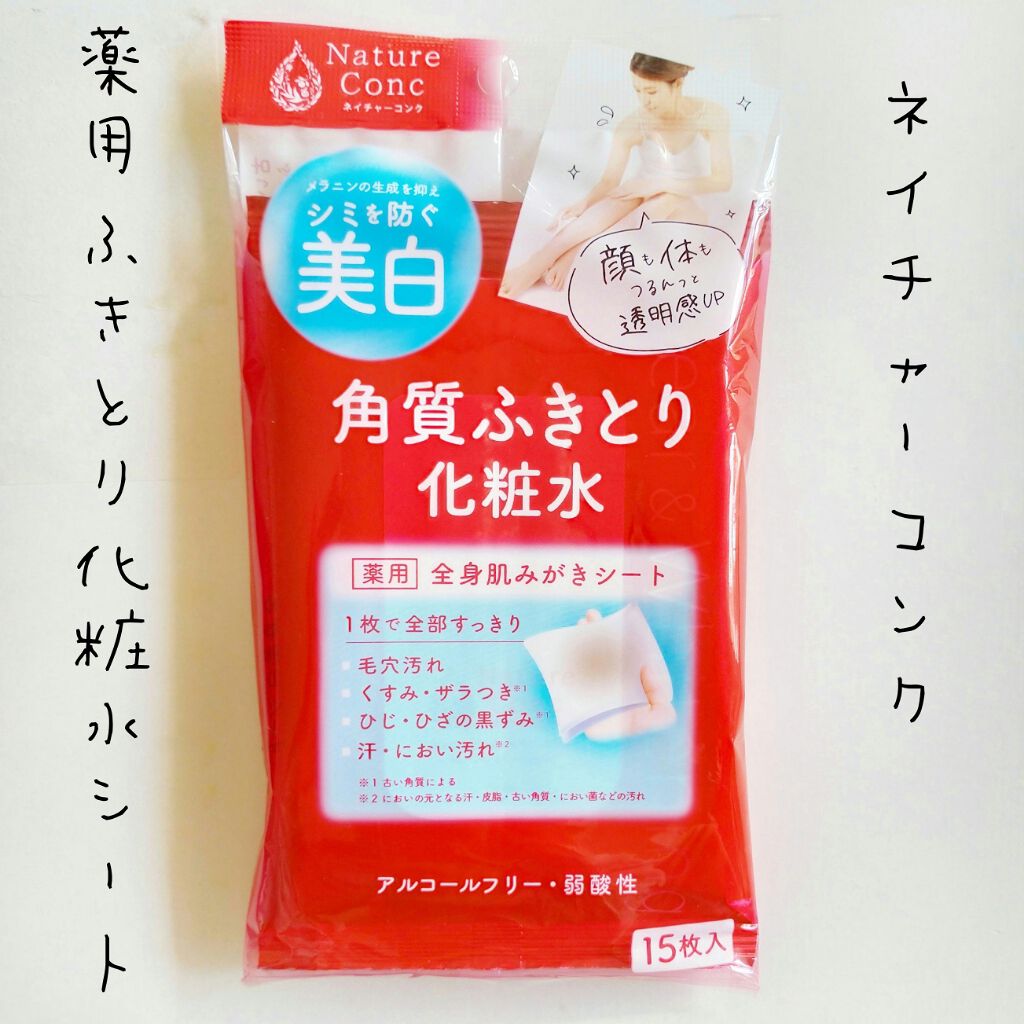 ネイチャーコンク
薬用ふきとり化粧水シート
Nature
Conc
ネイチャーコンク
メラニンの生成を抑え
シミを防ぐ
美白
顔も体も
つるんっと
透明感UP
角質ふきとり
化粧水
薬用 全身肌みがきシート
1枚で全部すっきり
毛穴汚れ
くすみ・ザラつき※1
ひじ・ひざの黒ずみ※1
汗・におい汚れ※2
※1 古い角質による
※2 においの元となる汗・皮脂・古い角質・におい菌などの汚れ
アルコールフリー・弱酸性
15枚入